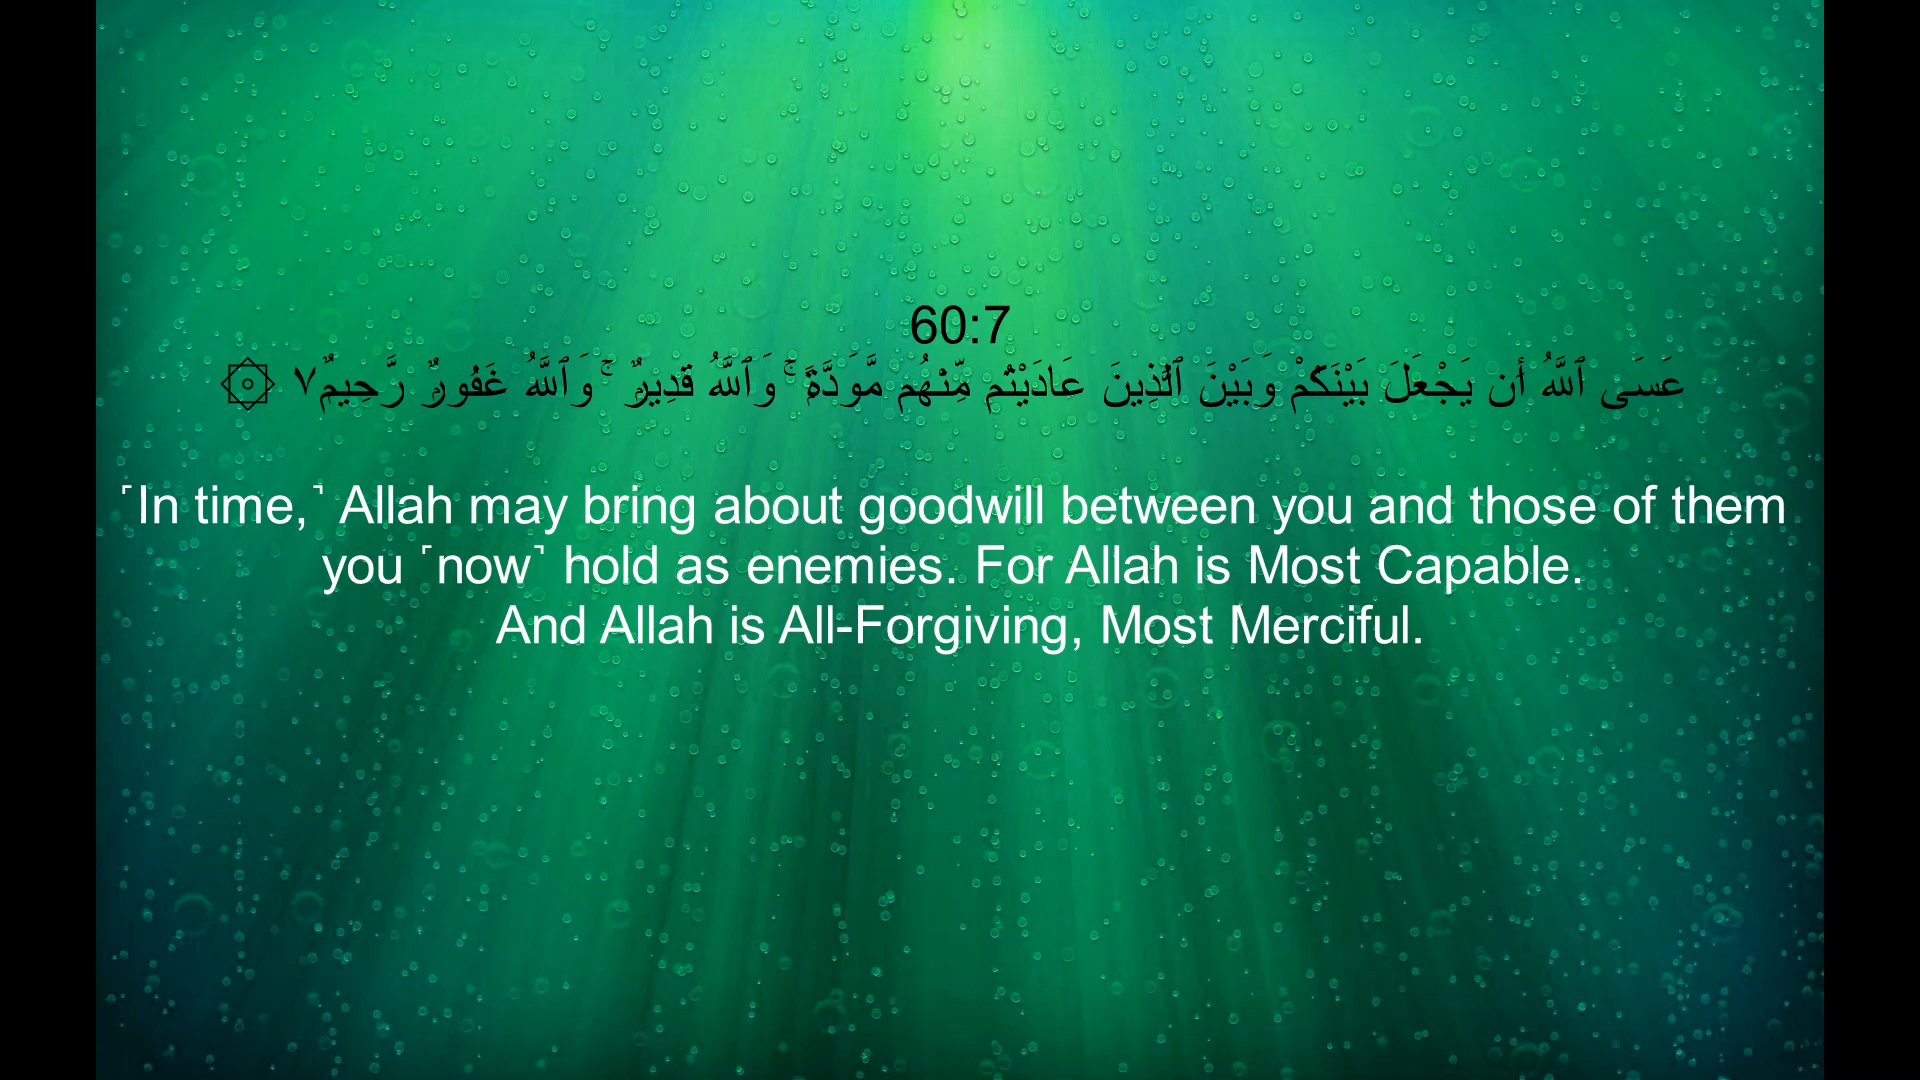 60:7
عَسَى ٱللَّهُ أَن يَجْعَلَ بَيْنَكُمْ وَبَيْنَ ٱلَّذِينَ عَادَيْتُم مِّنْهُم مَّوَدَّةًۭ ۚ وَٱللَّهُ قَدِيرٌۭ ۚ وَٱللَّهُ غَفُورٌۭ رَّحِيمٌۭ ٧ ۞
˹In time,˺ Allah may bring about goodwill between you and those of them
you ˹now˺ hold as enemies. For Allah is Most Capable.
And Allah is All-Forgiving, Most Merciful.